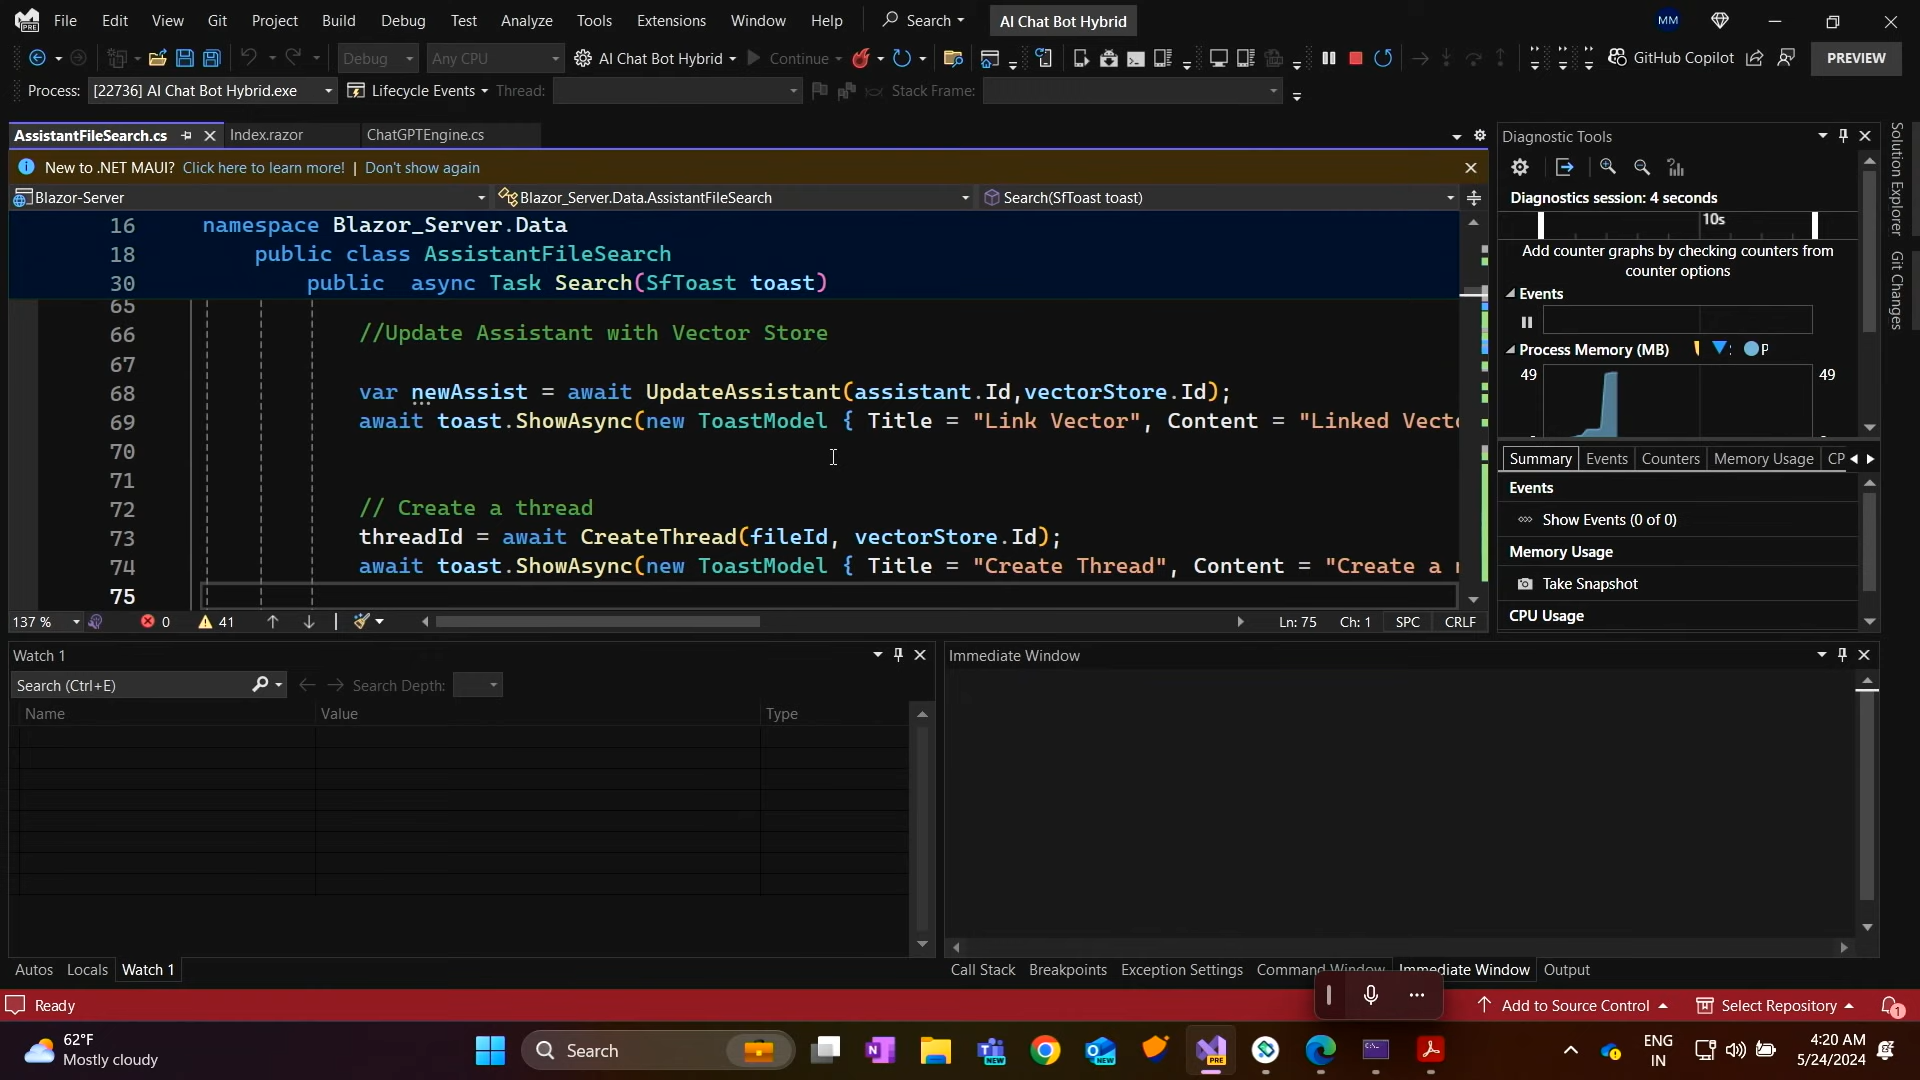 File Edit View Git Project Build Debug Test Analyze Tools Extensions Window Help Search AI Chat Bot Hybrid MM
Debug Any CPU AI Chat Bot Hybrid Continue GitHub Copilot PREVIEW
Process: [22736] AI Chat Bot Hybrid.exe Lifecycle Events Thread: Stack Frame:
AssistantFileSearch.cs Index.razor ChatGPTEngine.cs
New to .NET MAUI? Click here to learn more! | Don't show again
Blazor-Server Blazor_Server.Data.AssistantFileSearch Search(SfToast toast)
16 namespace Blazor_Server.Data
18 public class AssistantFileSearch
30 public async Task Search(SfToast toast)
65
66 //Update Assistant with Vector Store
67
68 var newAssist = await UpdateAssistant(assistant.Id,vectorStore.Id);
69 await toast.ShowAsync(new ToastModel { Title = "Link Vector", Content = "Linked Vect
70
71
72 // Create a thread
73 threadId = await CreateThread(fileId, vectorStore.Id);
74 await toast.ShowAsync(new ToastModel { Title = "Create Thread", Content = "Create a
75
137 % 0 41 Ln: 75 Ch: 1 SPC CRLF
Diagnostic Tools
Diagnostics session: 4 seconds
10s
Add counter graphs by checking counters from
counter options
Events
Process Memory (MB) P
49 49
Summary Events Counters Memory Usage CP
Events
Show Events (0 of 0)
Memory Usage
Take Snapshot
CPU Usage
Solution Explorer
Git Changes
Watch 1
Search (Ctrl+E) Search Depth:
Name Value Type
Autos Locals Watch 1
Immediate Window
Call Stack Breakpoints Exception Settings Command Window Immediate Window Output
Ready Add to Source Control Select Repository 1
62°F
Mostly cloudy
Search
NEW
NEW
PRE
ENG
IN
4:20 AM
5/24/2024